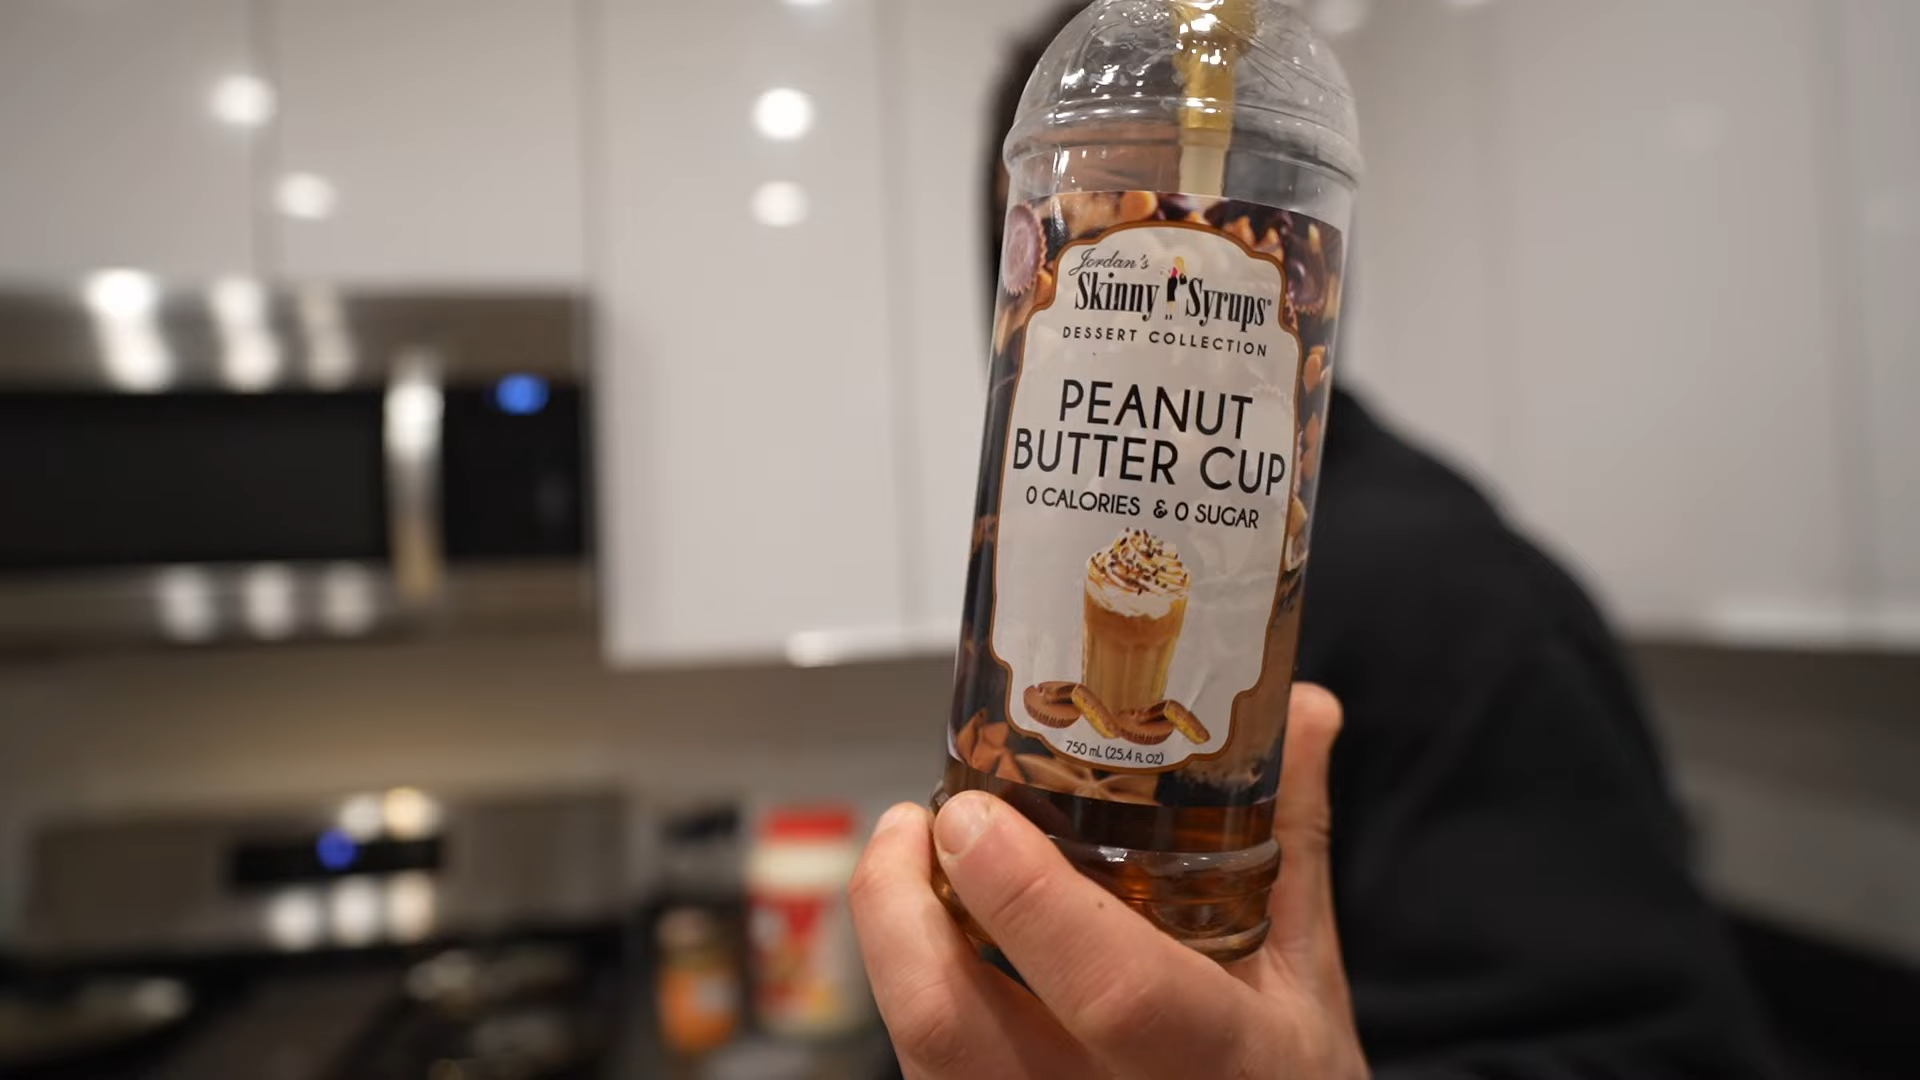 Jordan's
Skinny Syrups®
DESSERT COLLECTION
PEANUT
BUTTER CUP
0 CALORIES & 0 SUGAR
750 mL (25.4 FL OZ)